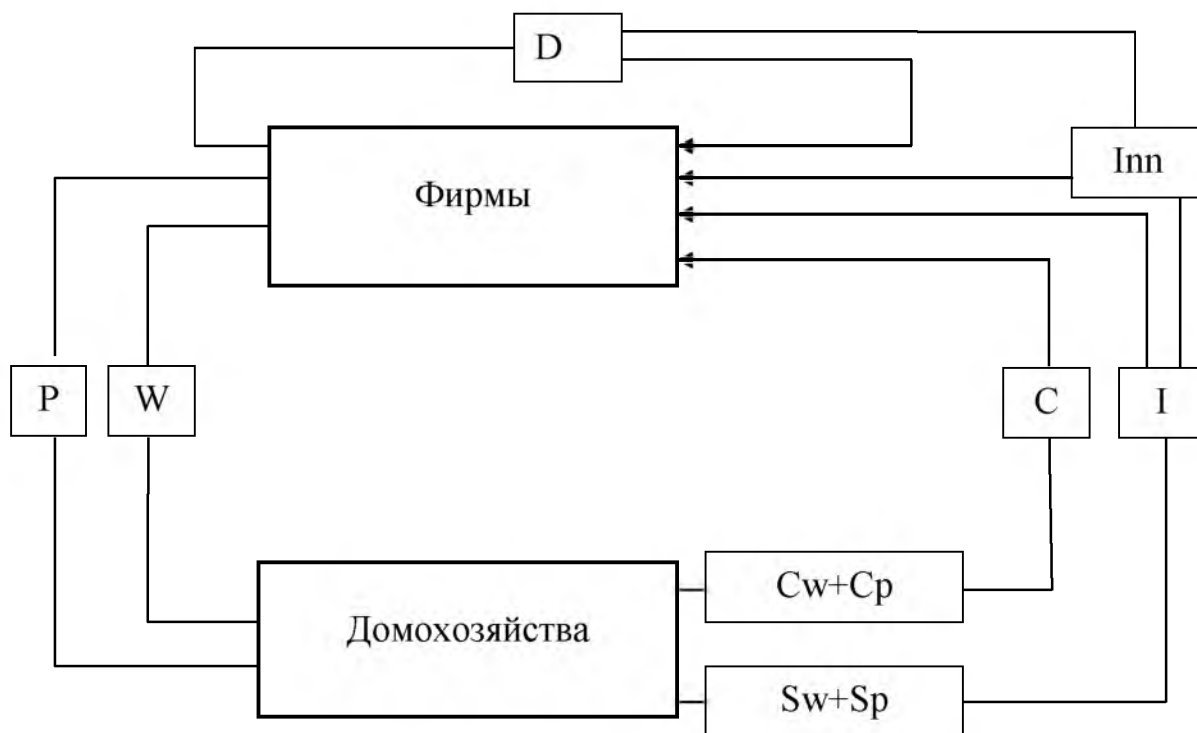 D
Inn
Фирмы
P
W
C
I
Cw+Cp
Домохозяйства
Sw+Sp